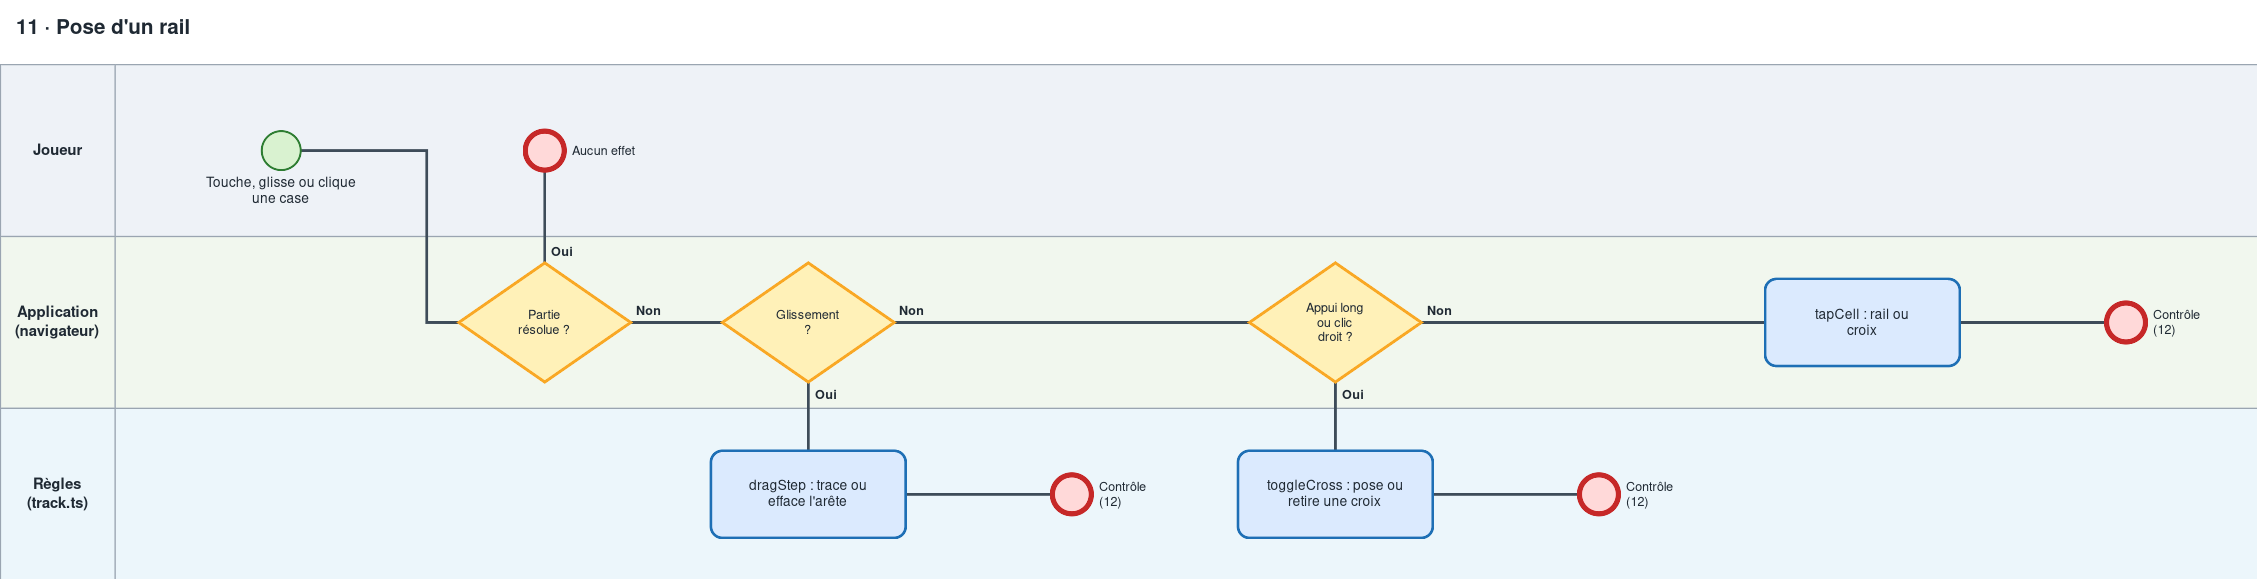 11 · Pose d'un rail
Joueur
Touche, glisse ou clique
une case
Aucun effet
Oui
Application
(navigateur)
Partie
résolue ?
Non
Glissement
?
Non
Appui long
ou clic
droit ?
Non
tapCell : rail ou
croix
Contrôle
(12)
Oui
Oui
Règles
(track.ts)
dragStep : trace ou
efface l'arête
Contrôle
(12)
toggleCross : pose ou
retire une croix
Contrôle
(12)